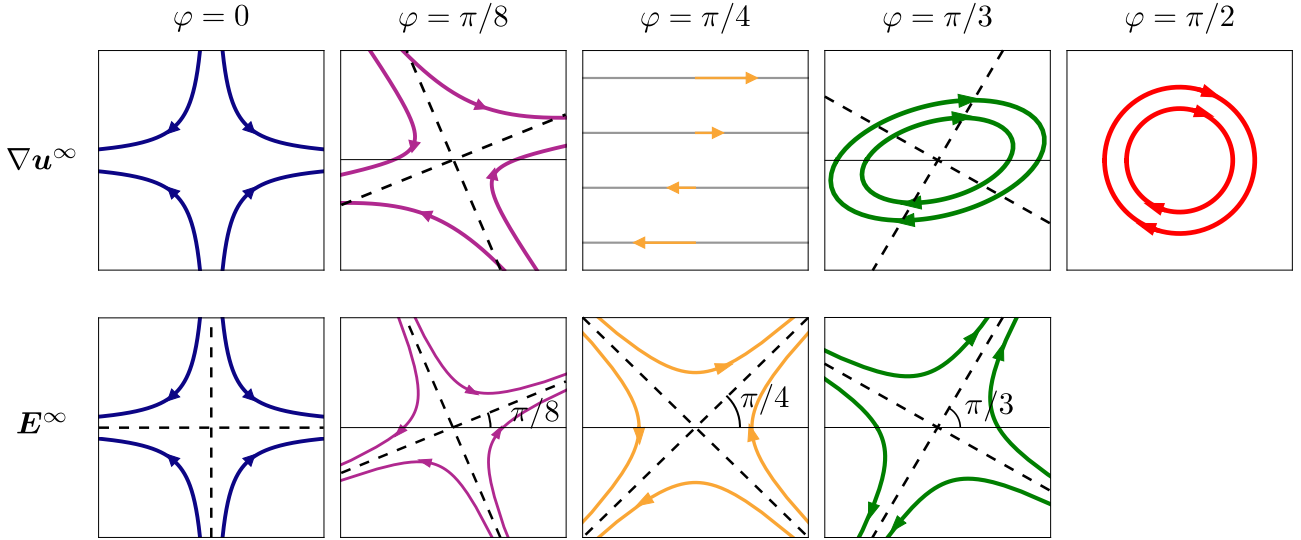 φ = 0 φ = π/8 φ = π/4 φ = π/3 φ = π/2
∇u^∞
E^∞ π/8 π/4 π/3